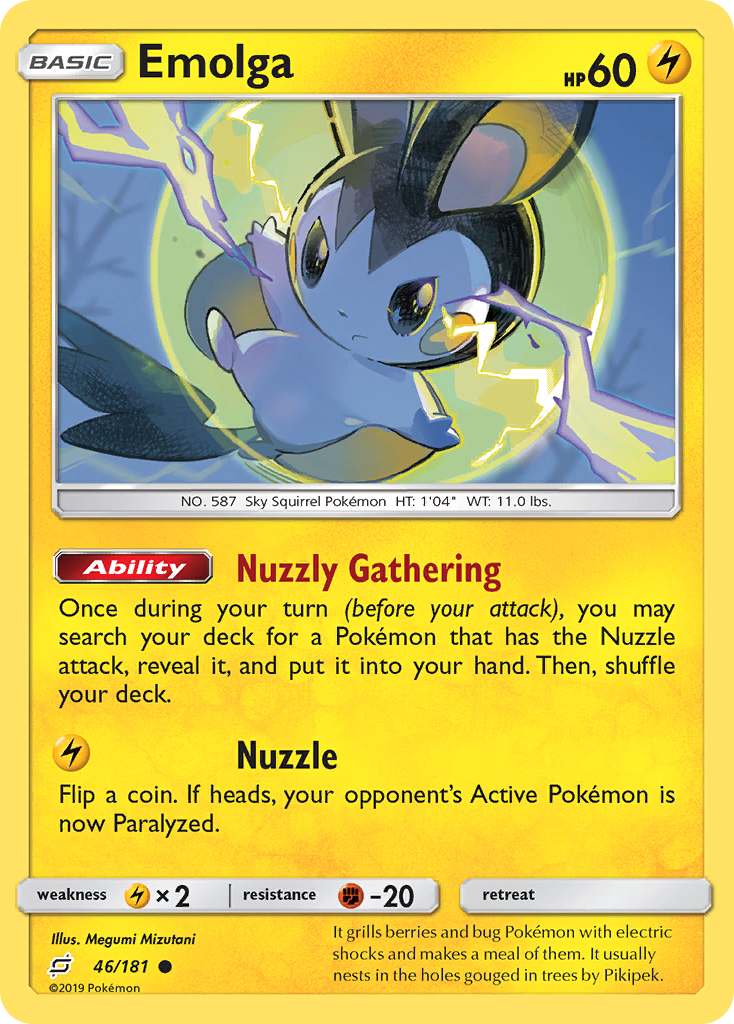 BASIC Emolga HP60
NO. 587 Sky Squirrel Pokémon HT: 1'04" WT: 11.0 lbs.
Ability Nuzzly Gathering
Once during your turn (before your attack), you may
search your deck for a Pokémon that has the Nuzzle
attack, reveal it, and put it into your hand. Then, shuffle
your deck.
Nuzzle
Flip a coin. If heads, your opponent's Active Pokémon is
now Paralyzed.
weakness ×2 resistance -20 retreat
Illus. Megumi Mizutani
46/181
©2019 Pokémon
It grills berries and bug Pokémon with electric
shocks and makes a meal of them. It usually
nests in the holes gouged in trees by Pikipek.